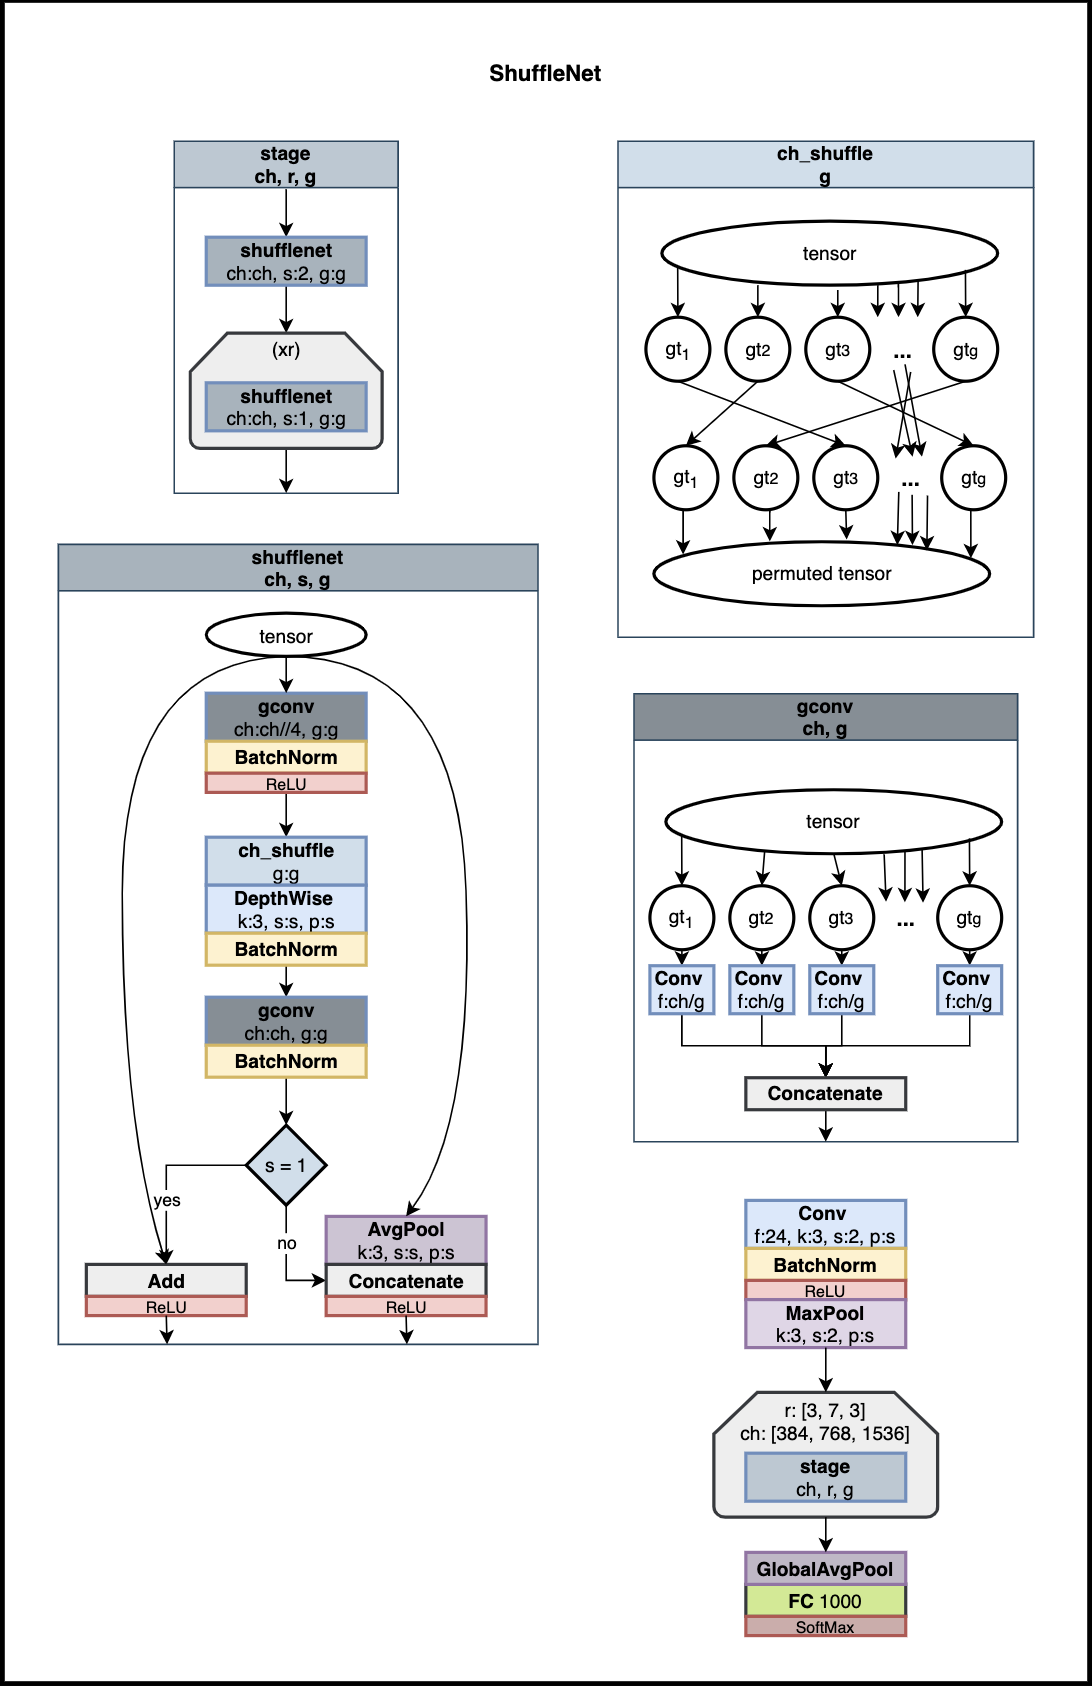 ShuffleNet
stage
ch, r, g
shufflenet
ch:ch, s:2, g:g
(xr)
shufflenet
ch:ch, s:1, g:g
ch_shuffle
g
tensor
gt1
gt2
gt3
...
gtg
gt1
gt2
gt3
...
gtg
permuted tensor
shufflenet
ch, s, g
tensor
gconv
ch:ch//4, g:g
BatchNorm
ReLU
ch_shuffle
g:g
DepthWise
k:3, s:s, p:s
BatchNorm
gconv
ch:ch, g:g
BatchNorm
s = 1
yes
no
AvgPool
k:3, s:s, p:s
Add
ReLU
Concatenate
ReLU
gconv
ch, g
tensor
gt1
gt2
gt3
...
gtg
Conv
f:ch/g
Conv
f:ch/g
Conv
f:ch/g
Conv
f:ch/g
Concatenate
Conv
f:24, k:3, s:2, p:s
BatchNorm
ReLU
MaxPool
k:3, s:2, p:s
r: [3, 7, 3]
ch: [384, 768, 1536]
stage
ch, r, g
GlobalAvgPool
FC 1000
SoftMax